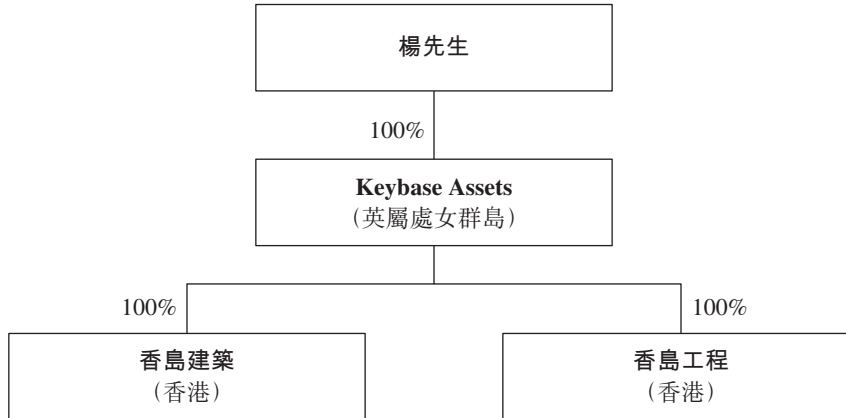 楊先生
100%
Keybase Assets
(英屬處女群島)
100%
100%
香島建築
(香港)
香島工程
(香港)